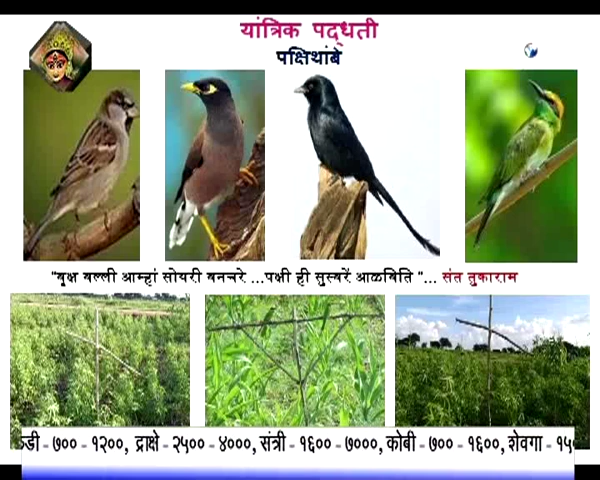 यांत्रिक पद्धती
पक्षिथांबे
"वृक्ष वल्ली आम्हां सोयरी वनचरे ...पक्षी ही सुस्वरें आळविति "... संत तुकाराम
डी - ७०० - १२००, द्राक्षे - २५०० - ४०००, संत्री - १६०० - ७०००, कोबी - ७०० - १६००, शेवगा - १५